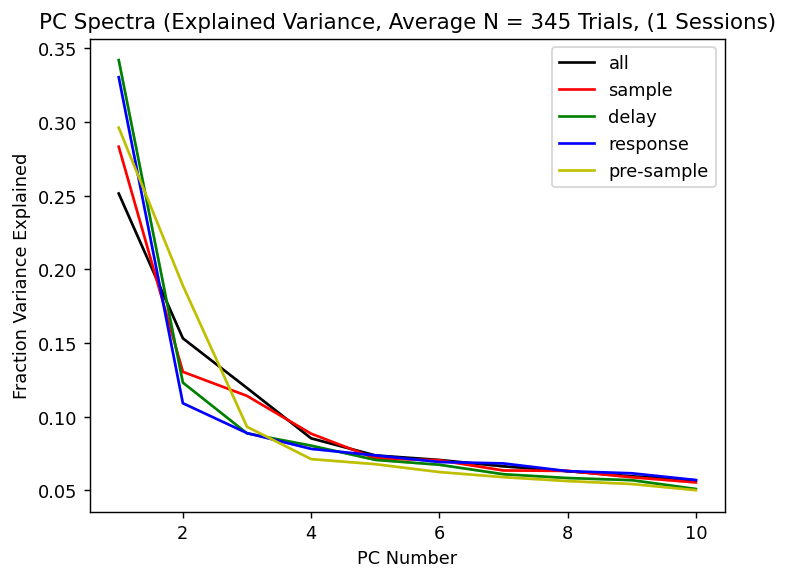 PC Spectra (Explained Variance, Average N = 345 Trials, (1 Sessions)
0.35
0.30
0.25
0.20
0.15
0.10
0.05
Fraction Variance Explained
all
sample
delay
response
pre-sample
2 4 6 8 10
PC Number